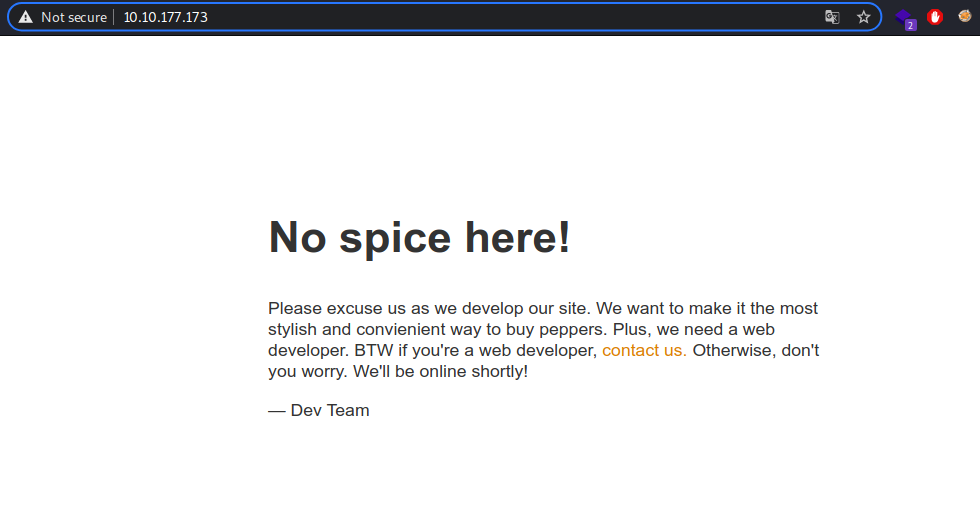 Not secure 10.10.177.173
2
No spice here!
Please excuse us as we develop our site. We want to make it the most
stylish and convienient way to buy peppers. Plus, we need a web
developer. BTW if you're a web developer, contact us. Otherwise, don't
you worry. We'll be online shortly!
— Dev Team